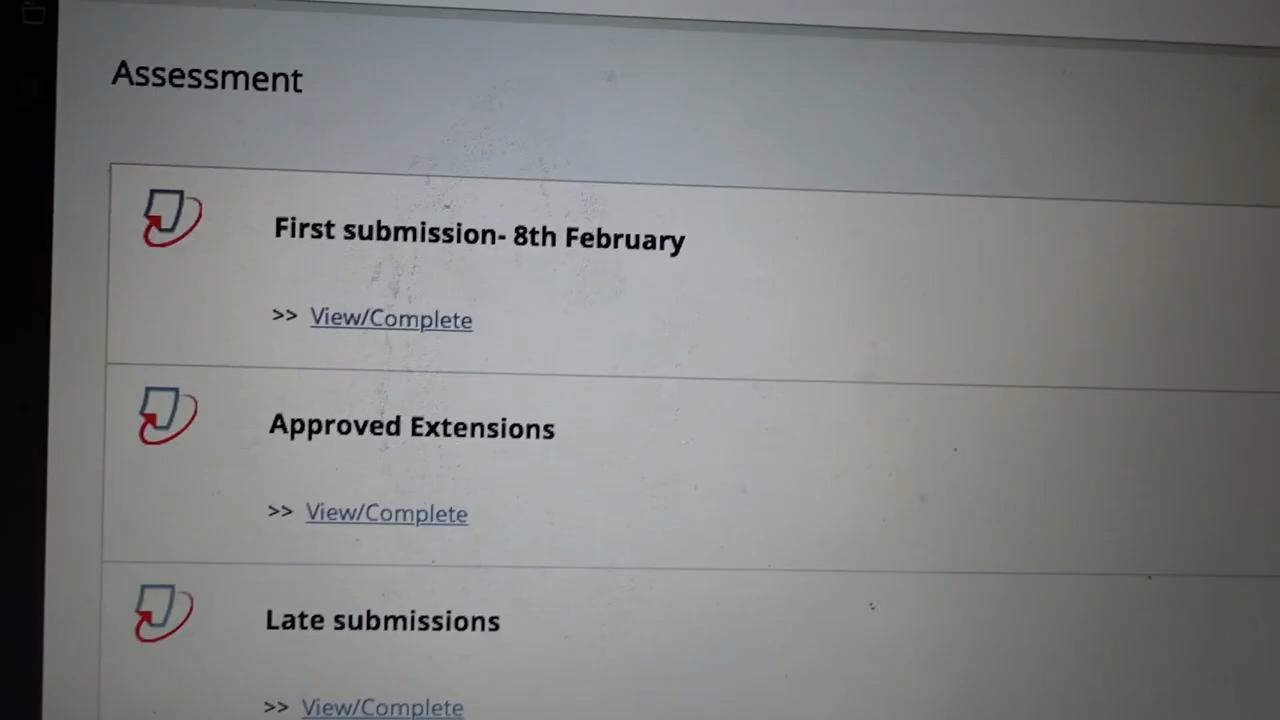 Assessment
First submission- 8th February
>> View/Complete
Approved Extensions
>> View/Complete
Late submissions
>> View/Complete